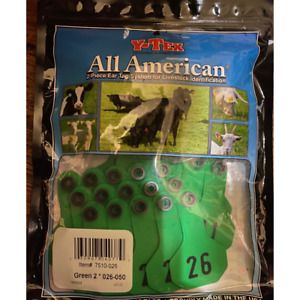 Y-TEX
All American®
2 Piece Ear Tag System for Livestock Identification
Item# 7510-026
Green 2 * 026-050
26